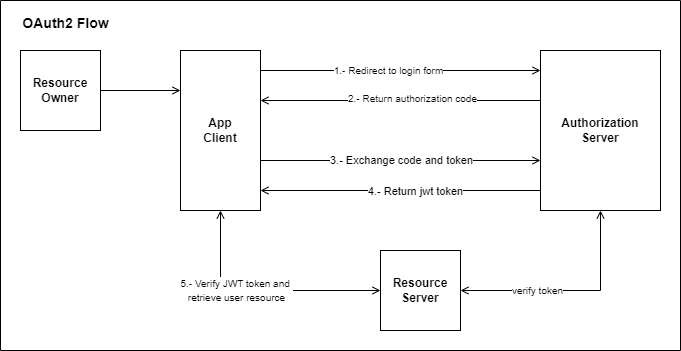 OAuth2 Flow
Resource
Owner
App
Client
1.- Redirect to login form
2.- Return authorization code
3.- Exchange code and token
4.- Return jwt token
Authorization
Server
5.- Verify JWT token and
retrieve user resource
Resource
Server
verify token